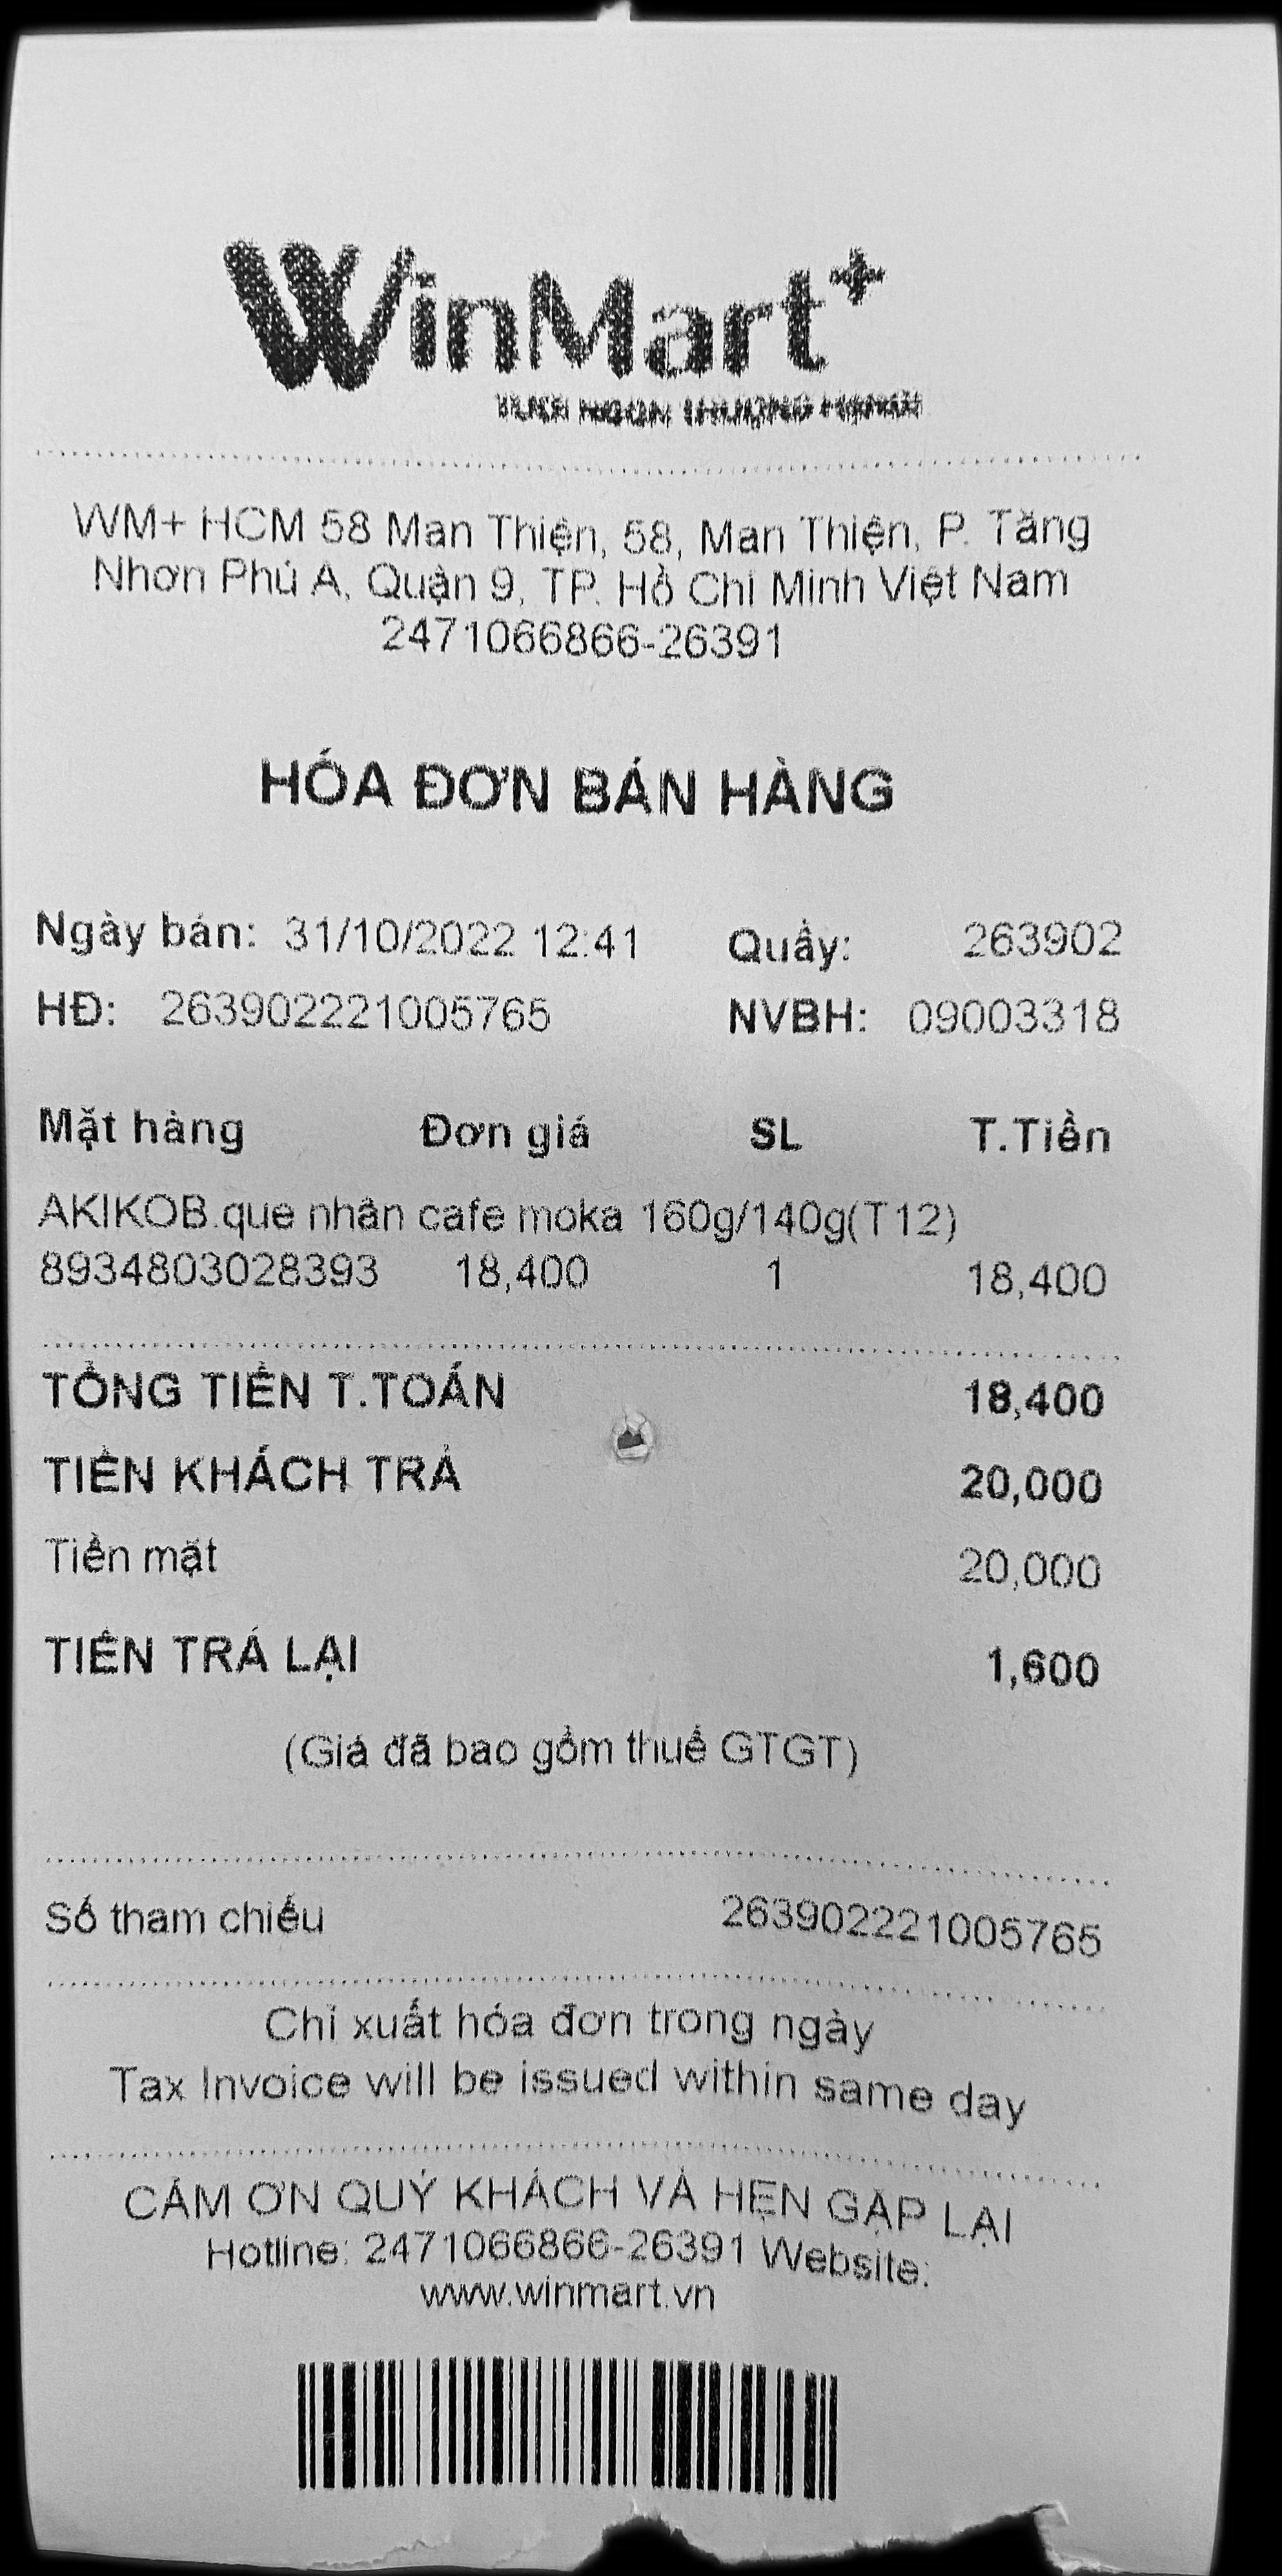 WinMart+
WM+ HCM 58 Man Thiện, 58, Man Thiện, P. Tăng
Nhơn Phú A, Quận 9, TP. Hồ Chí Minh Việt Nam
2471066866-26391
HÓA ĐƠN BÁN HÀNG
Ngày bán: 31/10/2022 12:41 Quầy: 263902
HĐ: 263902221005765 NVBH: 09003318
Mặt hàng Đơn giá SL T.Tiền
AKIKOB.que nhân cafe moka 160g/140g(T12)
8934803028393 18,400 1 18,400
TỔNG TIỀN T.TOÁN 18,400
TIỀN KHÁCH TRẢ 20,000
Tiền mặt 20,000
TIỀN TRẢ LẠI 1,600
(Giá đã bao gồm thuế GTGT)
Số tham chiếu 263902221005765
Chỉ xuất hóa đơn trong ngày
Tax Invoice will be issued within same day
CẢM ƠN QUÝ KHÁCH VÀ HẸN GẶP LẠI
Hotline: 2471066866-26391 Website:
www.winmart.vn